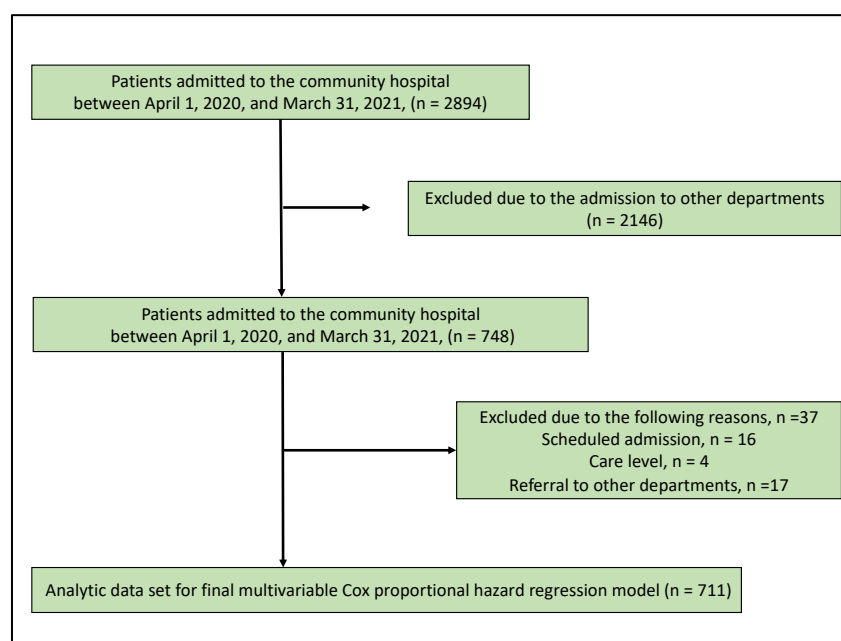 Patients admitted to the community hospital
between April 1, 2020, and March 31, 2021, (n = 2894)
Excluded due to the admission to other departments
(n = 2146)
Patients admitted to the community hospital
between April 1, 2020, and March 31, 2021, (n = 748)
Excluded due to the following reasons, n =37
Scheduled admission, n = 16
Care level, n = 4
Referral to other departments, n =17
Analytic data set for final multivariable Cox proportional hazard regression model (n = 711)